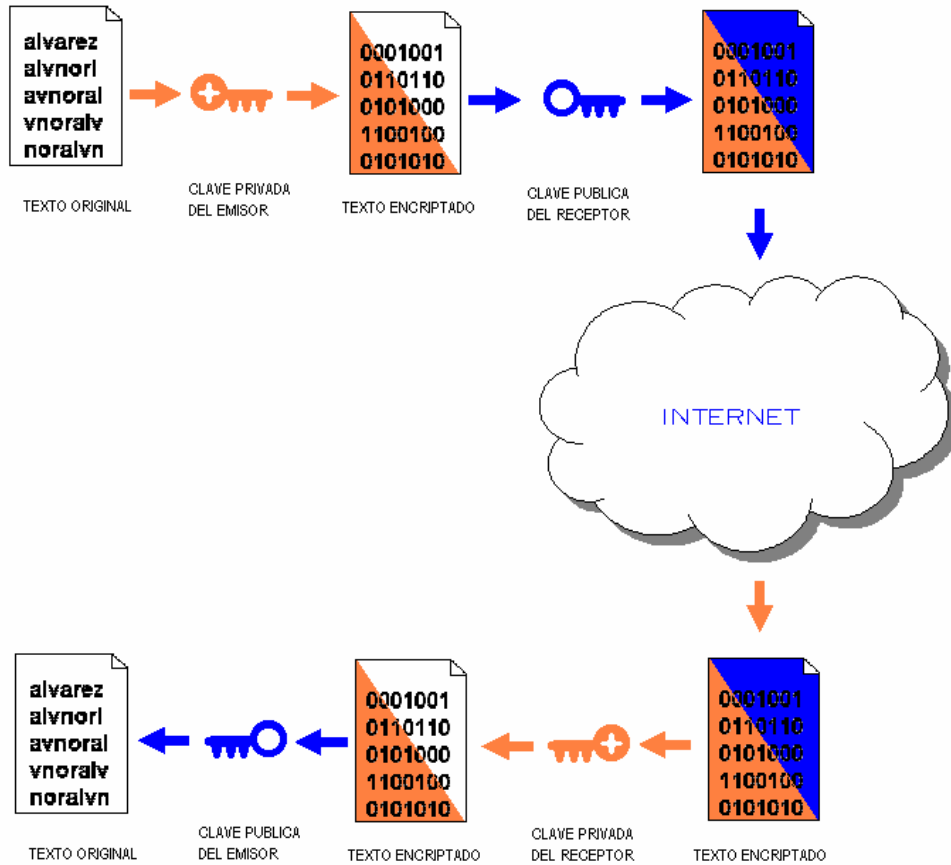 alvarez
alvnorl
avnoral
vnoralv
noralvn
TEXTO ORIGINAL
CLAVE PRIVADA
DEL EMISOR
0001001
0110110
0101000
1100100
0101010
TEXTO ENCRIPTADO
CLAVE PUBLICA
DEL RECEPTOR
0001001
0110110
0101000
1100100
0101010
INTERNET
alvarez
alvnorl
avnoral
vnoralv
noralvn
TEXTO ORIGINAL
CLAVE PUBLICA
DEL EMISOR
0001001
0110110
0101000
1100100
0101010
TEXTO ENCRIPTADO
CLAVE PRIVADA
DEL RECEPTOR
0001001
0110110
0101000
1100100
0101010
TEXTO ENCRIPTADO